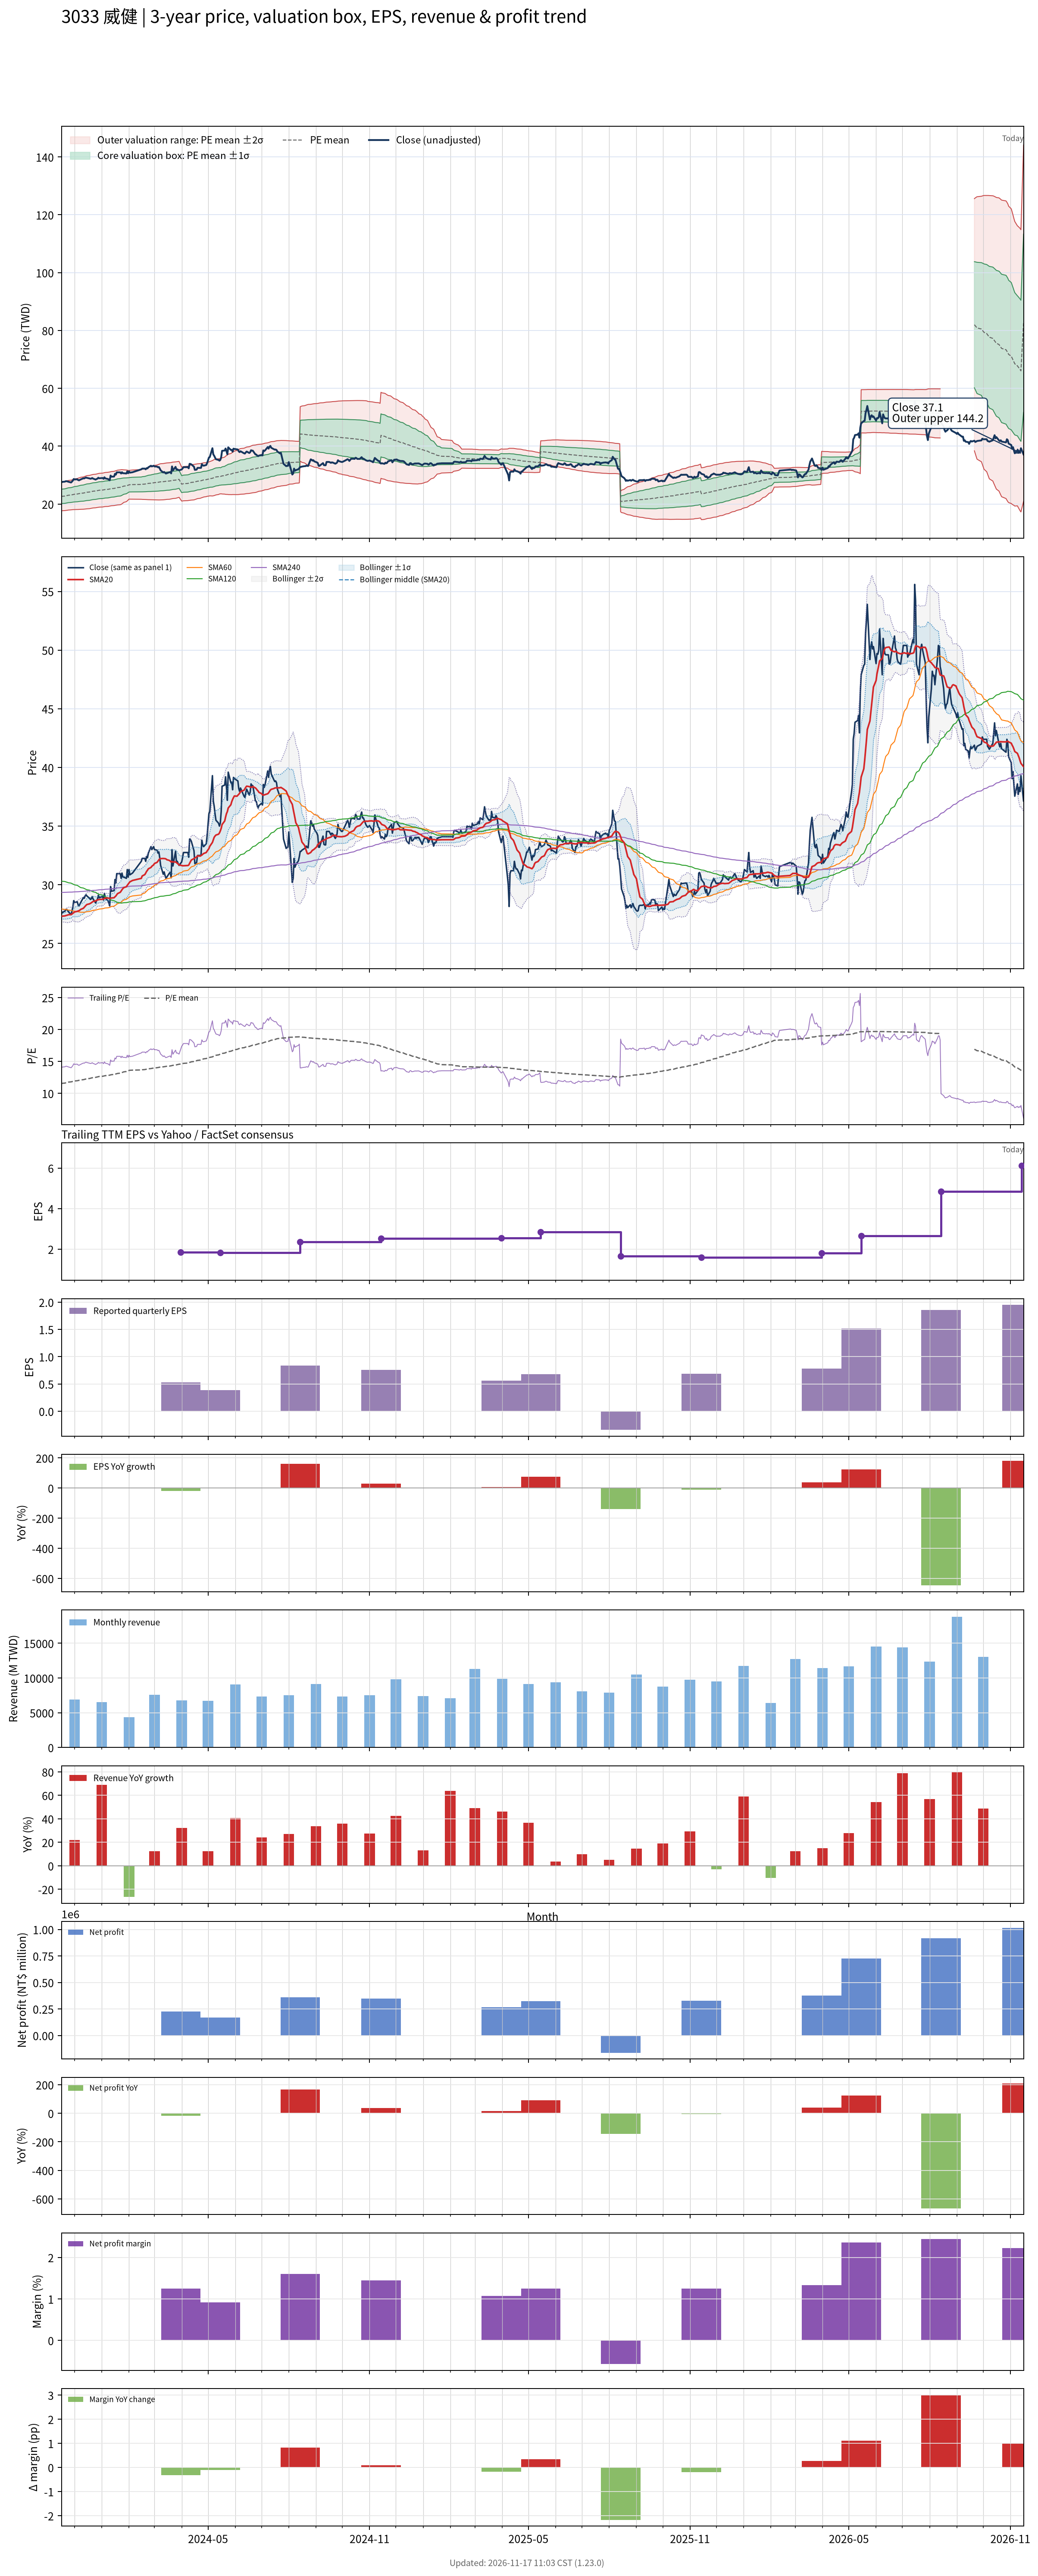 3033 威健 | 3-year price, valuation box, EPS, revenue & profit trend
Outer valuation range: PE mean ±2σ
Core valuation box: PE mean ±1σ
PE mean
Close (unadjusted)
Today
Price (TWD)
140
120
100
80
60
40
20
Close 37.1
Outer upper 144.2
Close (same as panel 1)
SMA20
SMA60
SMA120
SMA240
Bollinger ±2σ
Bollinger ±1σ
Bollinger middle (SMA20)
Price
55
50
45
40
35
30
25
Trailing P/E
P/E mean
P/E
25
20
15
10
Trailing TTM EPS vs Yahoo / FactSet consensus
Today
EPS
6
4
2
Reported quarterly EPS
EPS
2.0
1.5
1.0
0.5
0.0
EPS YoY growth
YoY (%)
200
0
-200
-400
-600
Monthly revenue
Revenue (M TWD)
15000
10000
5000
0
Revenue YoY growth
YoY (%)
80
60
40
20
0
-20
Month
1e6
Net profit
Net profit (NT$ million)
1.00
0.75
0.50
0.25
0.00
Net profit YoY
YoY (%)
200
0
-200
-400
-600
Net profit margin
Margin (%)
2
1
0
Margin YoY change
Δ margin (pp)
3
2
1
0
-1
-2
2024-05
2024-11
2025-05
2025-11
2026-05
2026-11
Updated: 2026-11-17 11:03 CST (1.23.0)